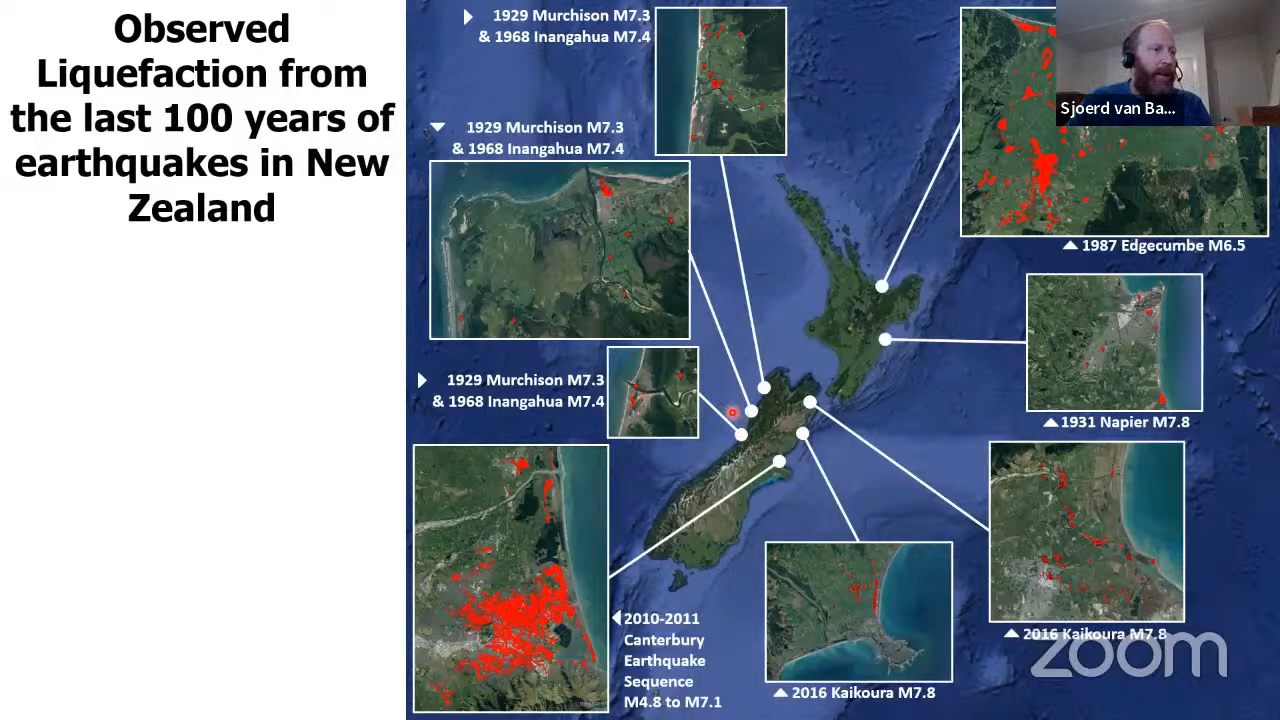 Observed
Liquefaction from
the last 100 years of
earthquakes in New
Zealand
1929 Murchison M7.3
& 1968 Inangahua M7.4
1929 Murchison M7.3
& 1968 Inangahua M7.4
1929 Murchison M7.3
& 1968 Inangahua M7.4
2010-2011
Canterbury
Earthquake
Sequence
M4.8 to M7.1
Sjoerd van Ba...
1987 Edgecumbe M6.5
1931 Napier M7.8
2016 Kaikoura M7.8
2016 Kaikoura M7.8
zoom